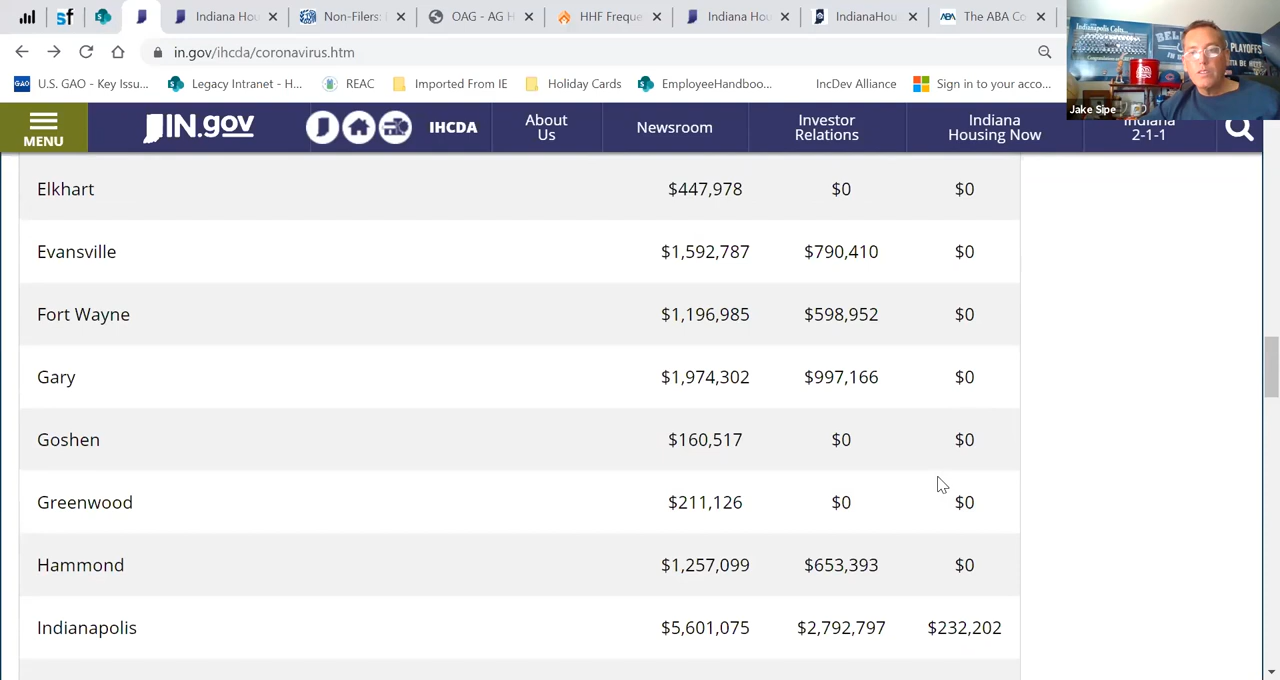 Indiana Hou
Non-Filers:
OAG - AG H
HHF Freque
Indiana Hou
IndianaHou
The ABA Co
in.gov/ihcda/coronavirus.htm
U.S. GAO - Key Issu...
Legacy Intranet - H...
REAC
Imported From IE
Holiday Cards
EmployeeHandboo...
IncDev Alliance
Sign in to your acco...
Indianapolis Colts
PLAYOFFS
Jake Sipe
MENU
IN.gov
IHCDA
About
Us
Newsroom
Investor
Relations
Indiana
Housing Now
Indiana
2-1-1
Elkhart $447,978 $0 $0
Evansville $1,592,787 $790,410 $0
Fort Wayne $1,196,985 $598,952 $0
Gary $1,974,302 $997,166 $0
Goshen $160,517 $0 $0
Greenwood $211,126 $0 $0
Hammond $1,257,099 $653,393 $0
Indianapolis $5,601,075 $2,792,797 $232,202